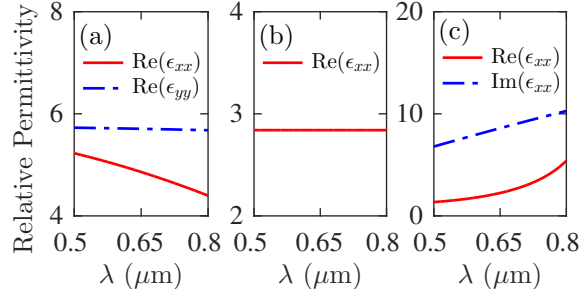 Relative Permittivity
8
6
4
(a)
Re(ϵxx)
Re(ϵyy)
0.5
0.65
0.8
λ (μm)
4
3
2
(b)
Re(ϵxx)
0.5
0.65
0.8
λ (μm)
20
10
0
(c)
Re(ϵxx)
Im(ϵxx)
0.5
0.65
0.8
λ (μm)